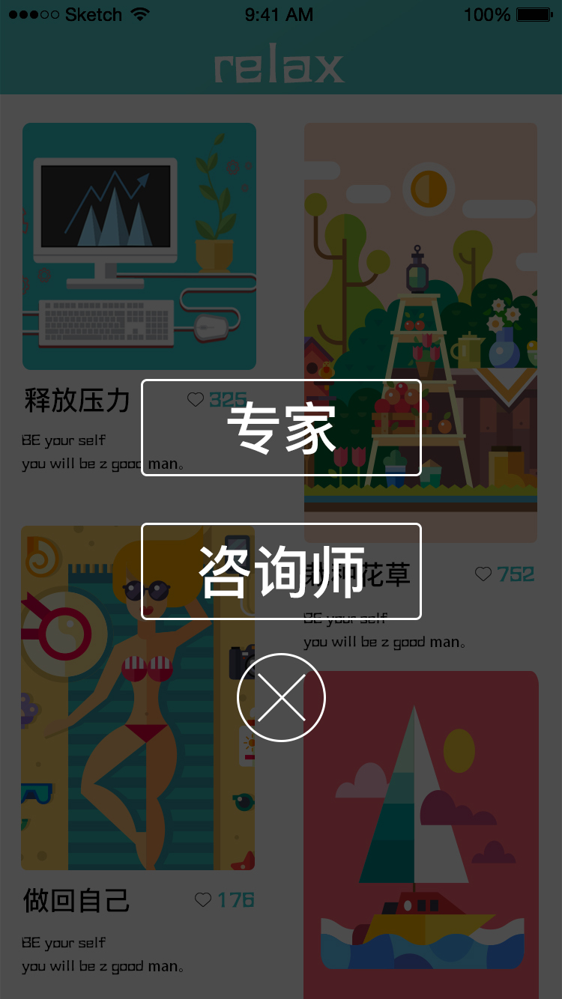 Sketch 9:41 AM 100%
relax
释放压力 325
BE your self
you will be z good man。
专家
咨询师
栽种花草 752
BE your self
you will be z good man。
做回自己 176
BE your self
you will be z good man。